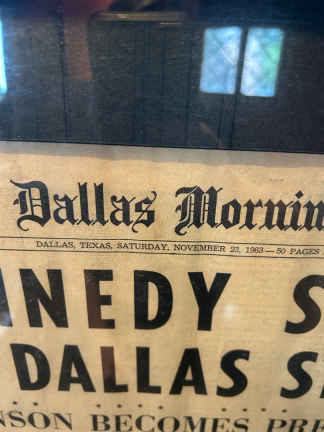 Dallas Mornin
DALLAS, TEXAS, SATURDAY, NOVEMBER 23, 1963 — 50 PAGES
NEDY S
DALLAS S
NSON BECOMES PRE